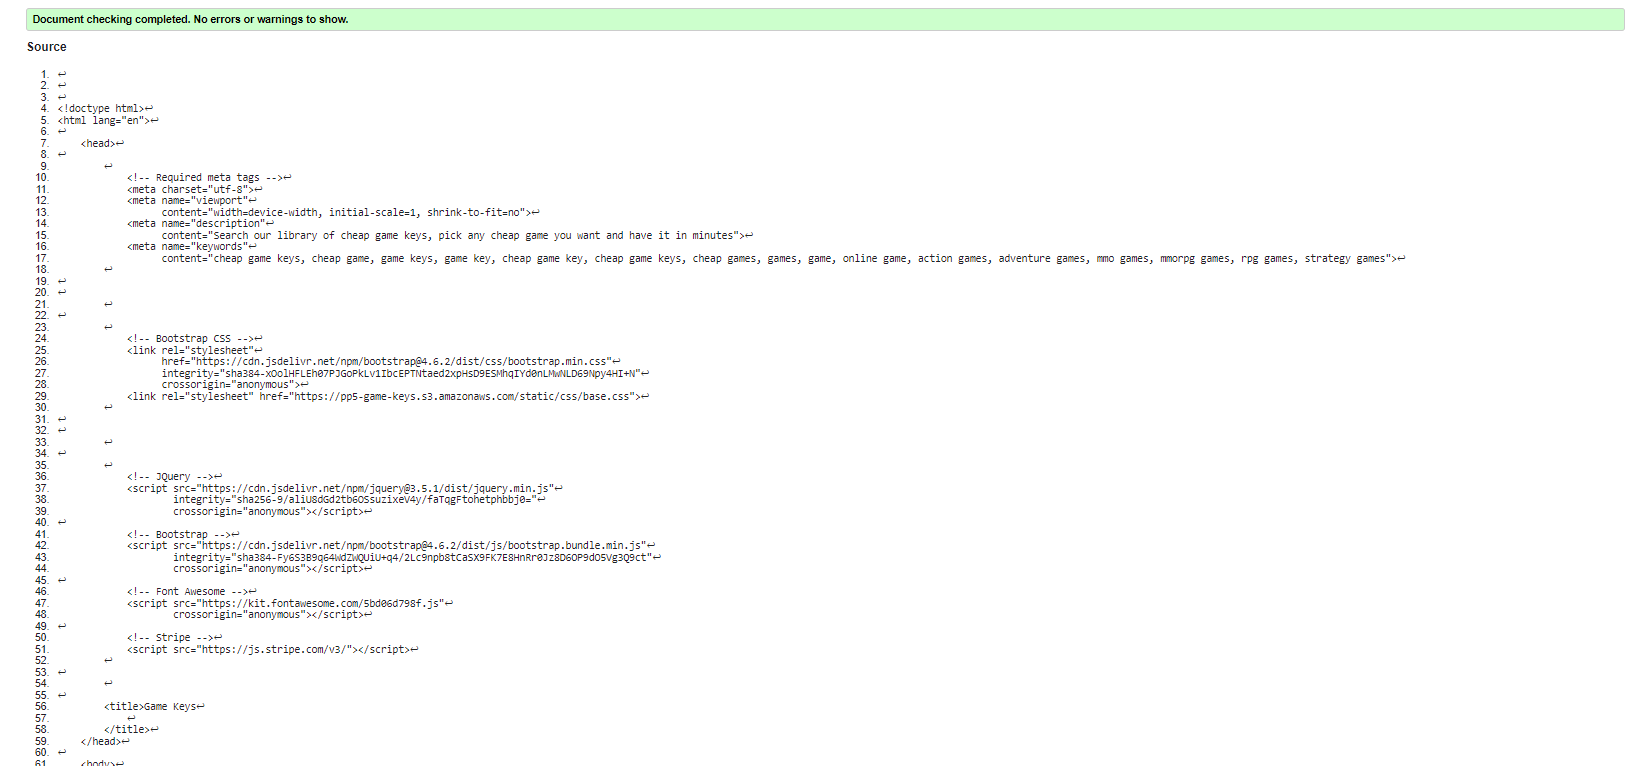 Document checking completed. No errors or warnings to show.
Source
1. ↩
2. ↩
3. ↩
4. <!doctype html>↩
5. <html lang="en">↩
6. ↩
7. <head>↩
8. ↩
9. ↩
10. <!-- Required meta tags -->↩
11. <meta charset="utf-8">↩
12. <meta name="viewport"↩
13. content="width=device-width, initial-scale=1, shrink-to-fit=no">↩
14. <meta name="description"↩
15. content="Search our library of cheap game keys, pick any cheap game you want and have it in minutes">↩
16. <meta name="keywords"↩
17. content="cheap game keys, cheap game, game keys, game key, cheap game key, cheap game keys, cheap games, games, game, online game, action games, adventure games, mmo games, mmorpg games, rpg games, strategy games">↩
18. ↩
19. ↩
20. ↩
21. ↩
22. ↩
23. ↩
24. <!-- Bootstrap CSS -->↩
25. <link rel="stylesheet"↩
26. href="https://cdn.jsdelivr.net/npm/bootstrap@4.6.2/dist/css/bootstrap.min.css"↩
27. integrity="sha384-xOolHFLEh07PJGoPkLv1IbcEPTNtaed2xpHsD9ESMhqIYd0nLMwNLD69Npy4HI+N"↩
28. crossorigin="anonymous">↩
29. <link rel="stylesheet" href="https://pp5-game-keys.s3.amazonaws.com/static/css/base.css">↩
30. ↩
31. ↩
32. ↩
33. ↩
34. ↩
35. ↩
36. <!-- JQuery -->↩
37. <script src="https://cdn.jsdelivr.net/npm/jquery@3.5.1/dist/jquery.min.js"↩
38. integrity="sha256-9/aliU8dGd2tb6OSsuzixeV4y/faTqgFtohetphbbj0="↩
39. crossorigin="anonymous"></script>↩
40. ↩
41. <!-- Bootstrap -->↩
42. <script src="https://cdn.jsdelivr.net/npm/bootstrap@4.6.2/dist/js/bootstrap.bundle.min.js"↩
43. integrity="sha384-Fy6S3B9q64WdZWQUiU+q4/2Lc9npb8tCaSX9FK7E8HnRr0Jz8D6OP9dO5Vg3Q9ct"↩
44. crossorigin="anonymous"></script>↩
45. ↩
46. <!-- Font Awesome -->↩
47. <script src="https://kit.fontawesome.com/5bd06d798f.js"↩
48. crossorigin="anonymous"></script>↩
49. ↩
50. <!-- Stripe -->↩
51. <script src="https://js.stripe.com/v3/"></script>↩
52. ↩
53. ↩
54. ↩
55. ↩
56. <title>Game Keys↩
57. ↩
58. </title>↩
59. </head>↩
60. ↩
61. <body>↩